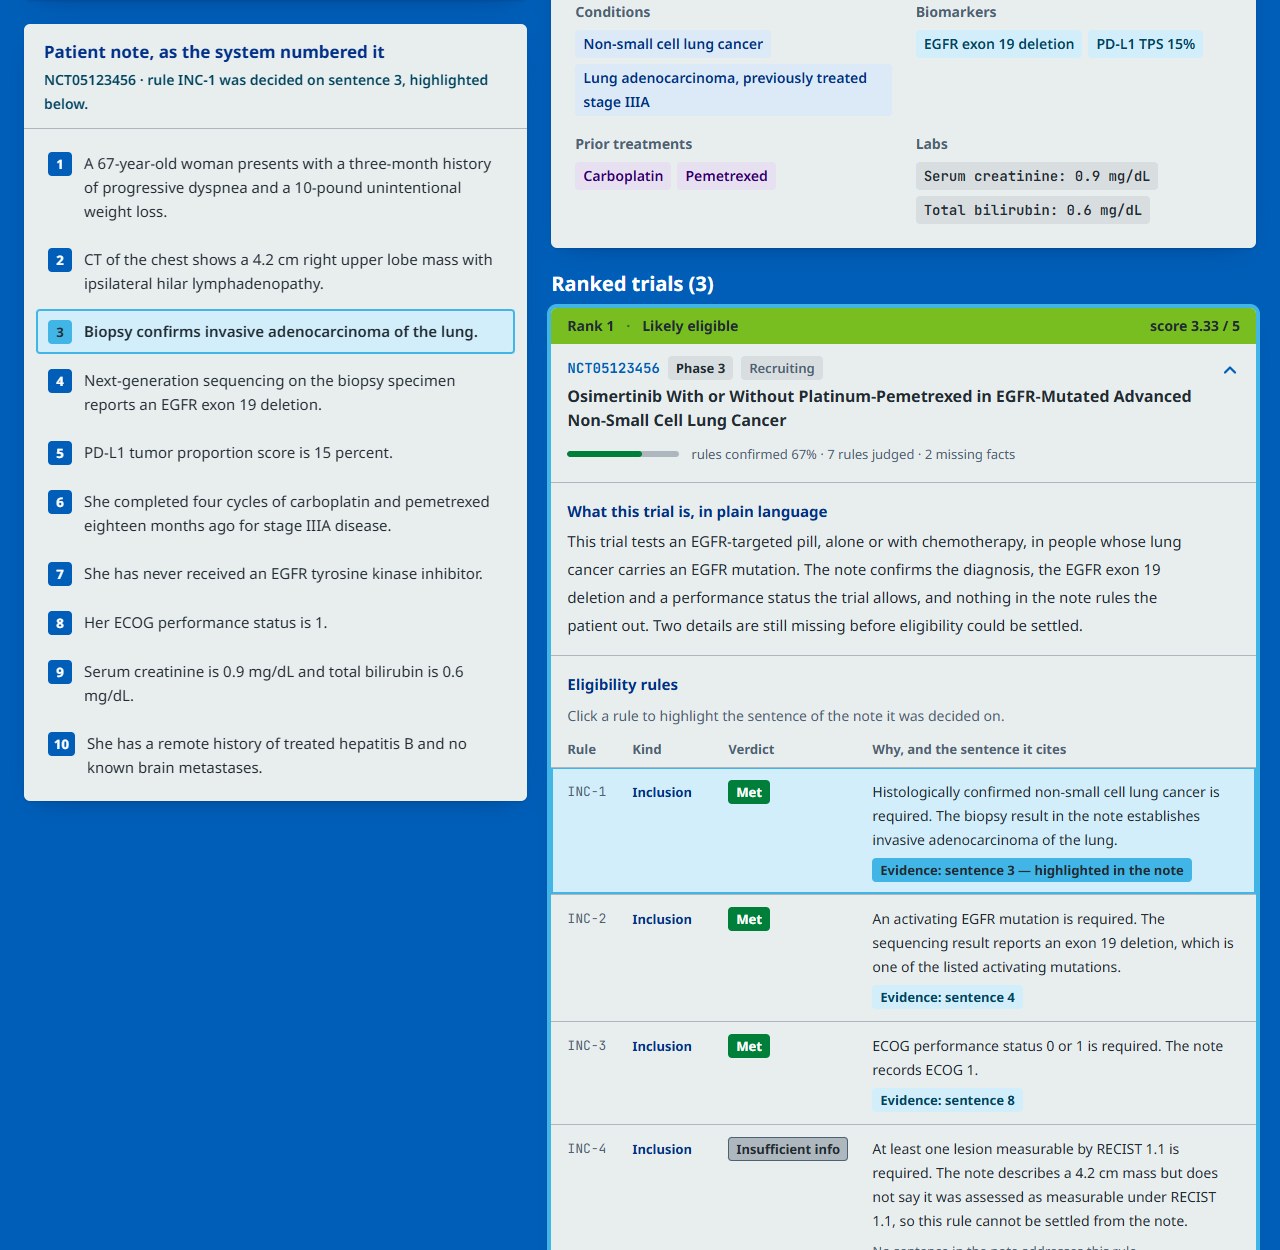 Patient note, as the system numbered it
NCT05123456 · rule INC-1 was decided on sentence 3, highlighted
below.
1 A 67-year-old woman presents with a three-month history
of progressive dyspnea and a 10-pound unintentional
weight loss.
2 CT of the chest shows a 4.2 cm right upper lobe mass with
ipsilateral hilar lymphadenopathy.
3 Biopsy confirms invasive adenocarcinoma of the lung.
4 Next-generation sequencing on the biopsy specimen
reports an EGFR exon 19 deletion.
5 PD-L1 tumor proportion score is 15 percent.
6 She completed four cycles of carboplatin and pemetrexed
eighteen months ago for stage IIIA disease.
7 She has never received an EGFR tyrosine kinase inhibitor.
8 Her ECOG performance status is 1.
9 Serum creatinine is 0.9 mg/dL and total bilirubin is 0.6
mg/dL.
10 She has a remote history of treated hepatitis B and no
known brain metastases.
Conditions
Non-small cell lung cancer
Lung adenocarcinoma, previously treated
stage IIIA
Biomarkers
EGFR exon 19 deletion PD-L1 TPS 15%
Prior treatments
Carboplatin Pemetrexed
Labs
Serum creatinine: 0.9 mg/dL
Total bilirubin: 0.6 mg/dL
Ranked trials (3)
Rank 1 · Likely eligible score 3.33 / 5
NCT05123456 Phase 3 Recruiting
Osimertinib With or Without Platinum-Pemetrexed in EGFR-Mutated Advanced
Non-Small Cell Lung Cancer
rules confirmed 67% · 7 rules judged · 2 missing facts
What this trial is, in plain language
This trial tests an EGFR-targeted pill, alone or with chemotherapy, in people whose lung
cancer carries an EGFR mutation. The note confirms the diagnosis, the EGFR exon 19
deletion and a performance status the trial allows, and nothing in the note rules the
patient out. Two details are still missing before eligibility could be settled.
Eligibility rules
Click a rule to highlight the sentence of the note it was decided on.
Rule Kind Verdict Why, and the sentence it cites
INC-1 Inclusion Met Histologically confirmed non-small cell lung cancer is
required. The biopsy result in the note establishes
invasive adenocarcinoma of the lung.
Evidence: sentence 3 — highlighted in the note
INC-2 Inclusion Met An activating EGFR mutation is required. The
sequencing result reports an exon 19 deletion, which is
one of the listed activating mutations.
Evidence: sentence 4
INC-3 Inclusion Met ECOG performance status 0 or 1 is required. The note
records ECOG 1.
Evidence: sentence 8
INC-4 Inclusion Insufficient info At least one lesion measurable by RECIST 1.1 is
required. The note describes a 4.2 cm mass but does
not say it was assessed as measurable under RECIST
1.1, so this rule cannot be settled from the note.
No sentence in the note addresses this rule